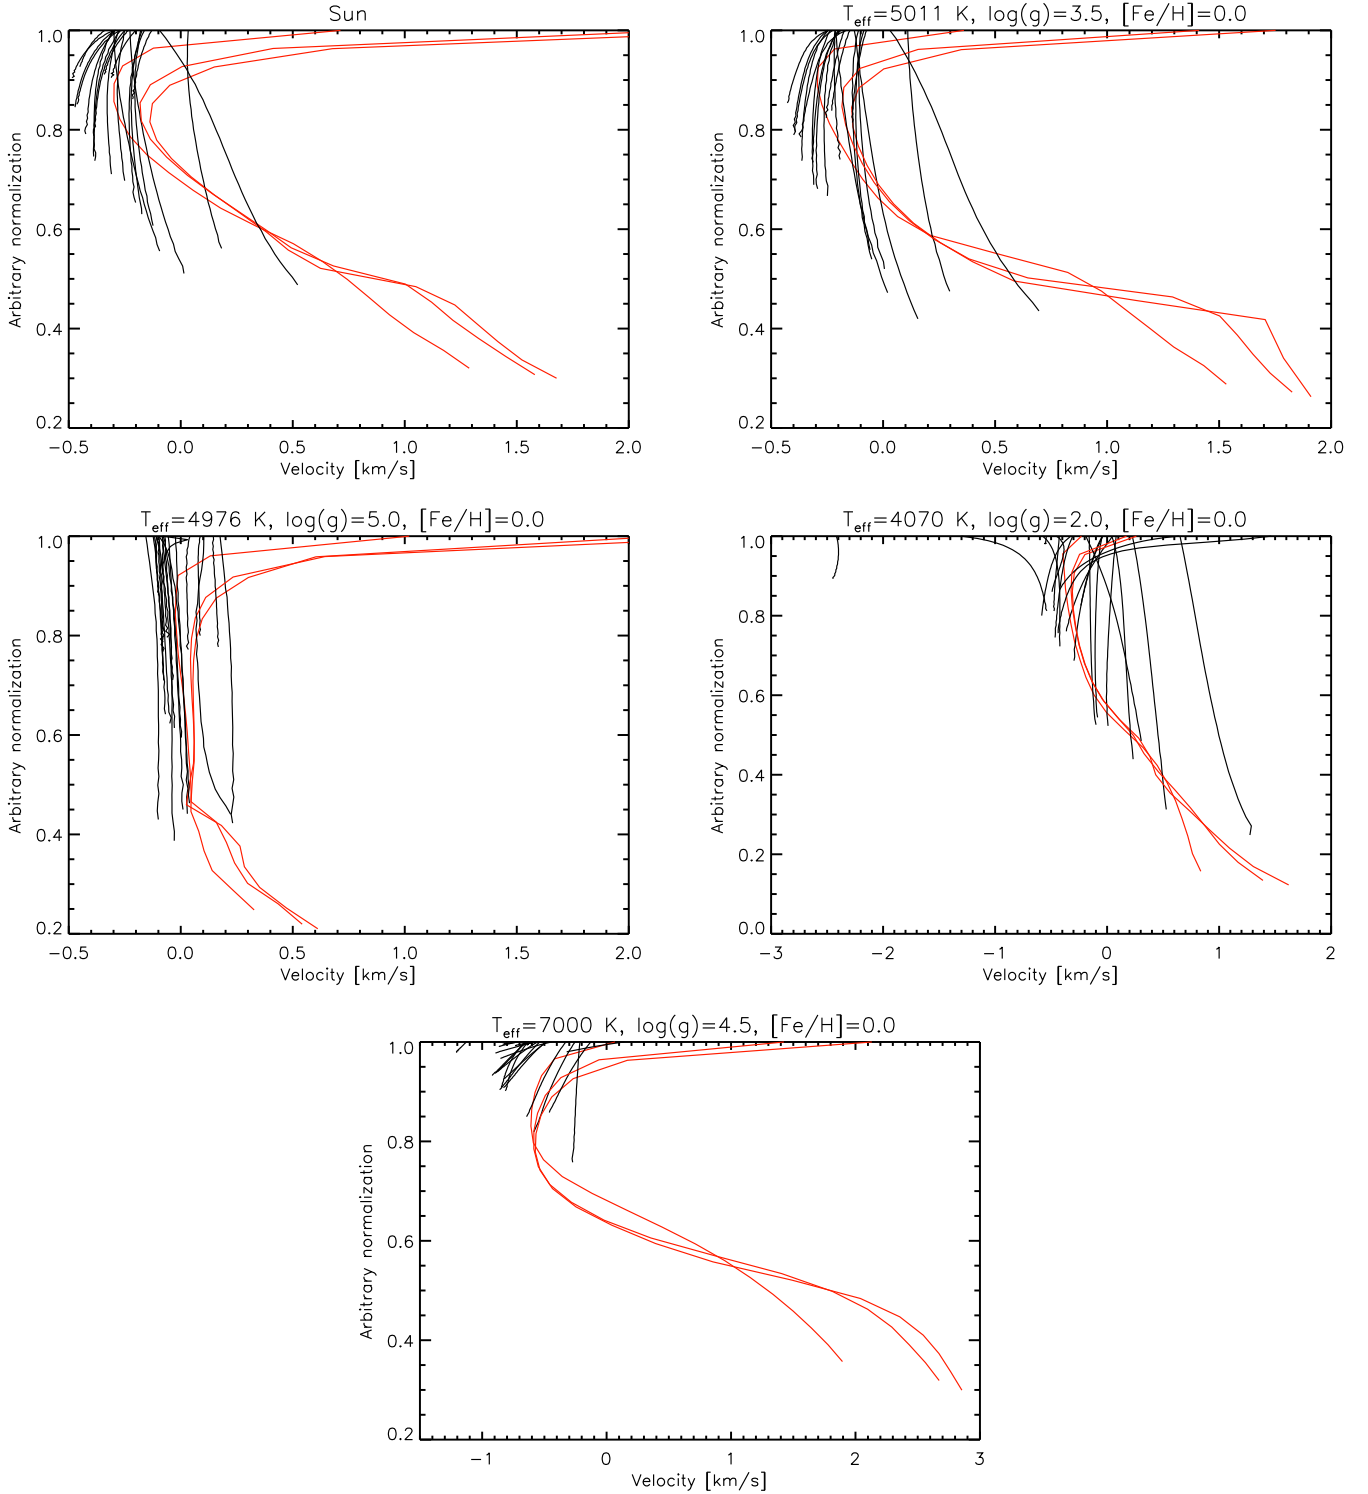 Sun
1.0
0.8
0.6
0.4
0.2
Arbitrary normalization
−0.5 0.0 0.5 1.0 1.5 2.0
Velocity [km/s]
Teff=5011 K, log(g)=3.5, [Fe/H]=0.0
1.0
0.8
0.6
0.4
0.2
Arbitrary normalization
−0.5 0.0 0.5 1.0 1.5 2.0
Velocity [km/s]
Teff=4976 K, log(g)=5.0, [Fe/H]=0.0
1.0
0.8
0.6
0.4
0.2
Arbitrary normalization
−0.5 0.0 0.5 1.0 1.5 2.0
Velocity [km/s]
Teff=4070 K, log(g)=2.0, [Fe/H]=0.0
1.0
0.8
0.6
0.4
0.2
0.0
Arbitrary normalization
−3 −2 −1 0 1 2
Velocity [km/s]
Teff=7000 K, log(g)=4.5, [Fe/H]=0.0
1.0
0.8
0.6
0.4
0.2
Arbitrary normalization
−1 0 1 2 3
Velocity [km/s]